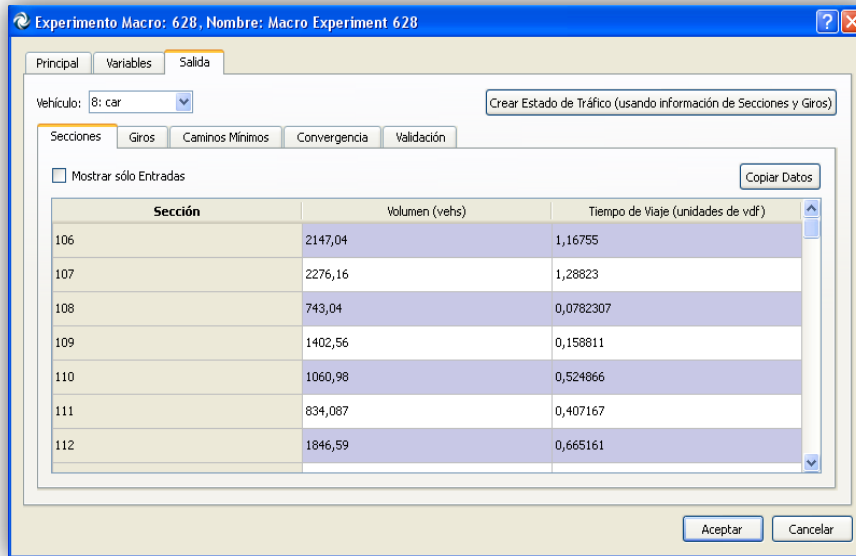 Experimento Macro: 628, Nombre: Macro Experiment 628
Principal Variables Salida
Vehículo: 8: car Crear Estado de Tráfico (usando información de Secciones y Giros)
Secciones Giros Caminos Mínimos Convergencia Validación
Mostrar sólo Entradas Copiar Datos
Sección Volumen (vehs) Tiempo de Viaje (unidades de vdf)
106 2147,04 1,16755
107 2276,16 1,28823
108 743,04 0,0782307
109 1402,56 0,158811
110 1060,98 0,524866
111 834,087 0,407167
112 1846,59 0,665161
Aceptar Cancelar